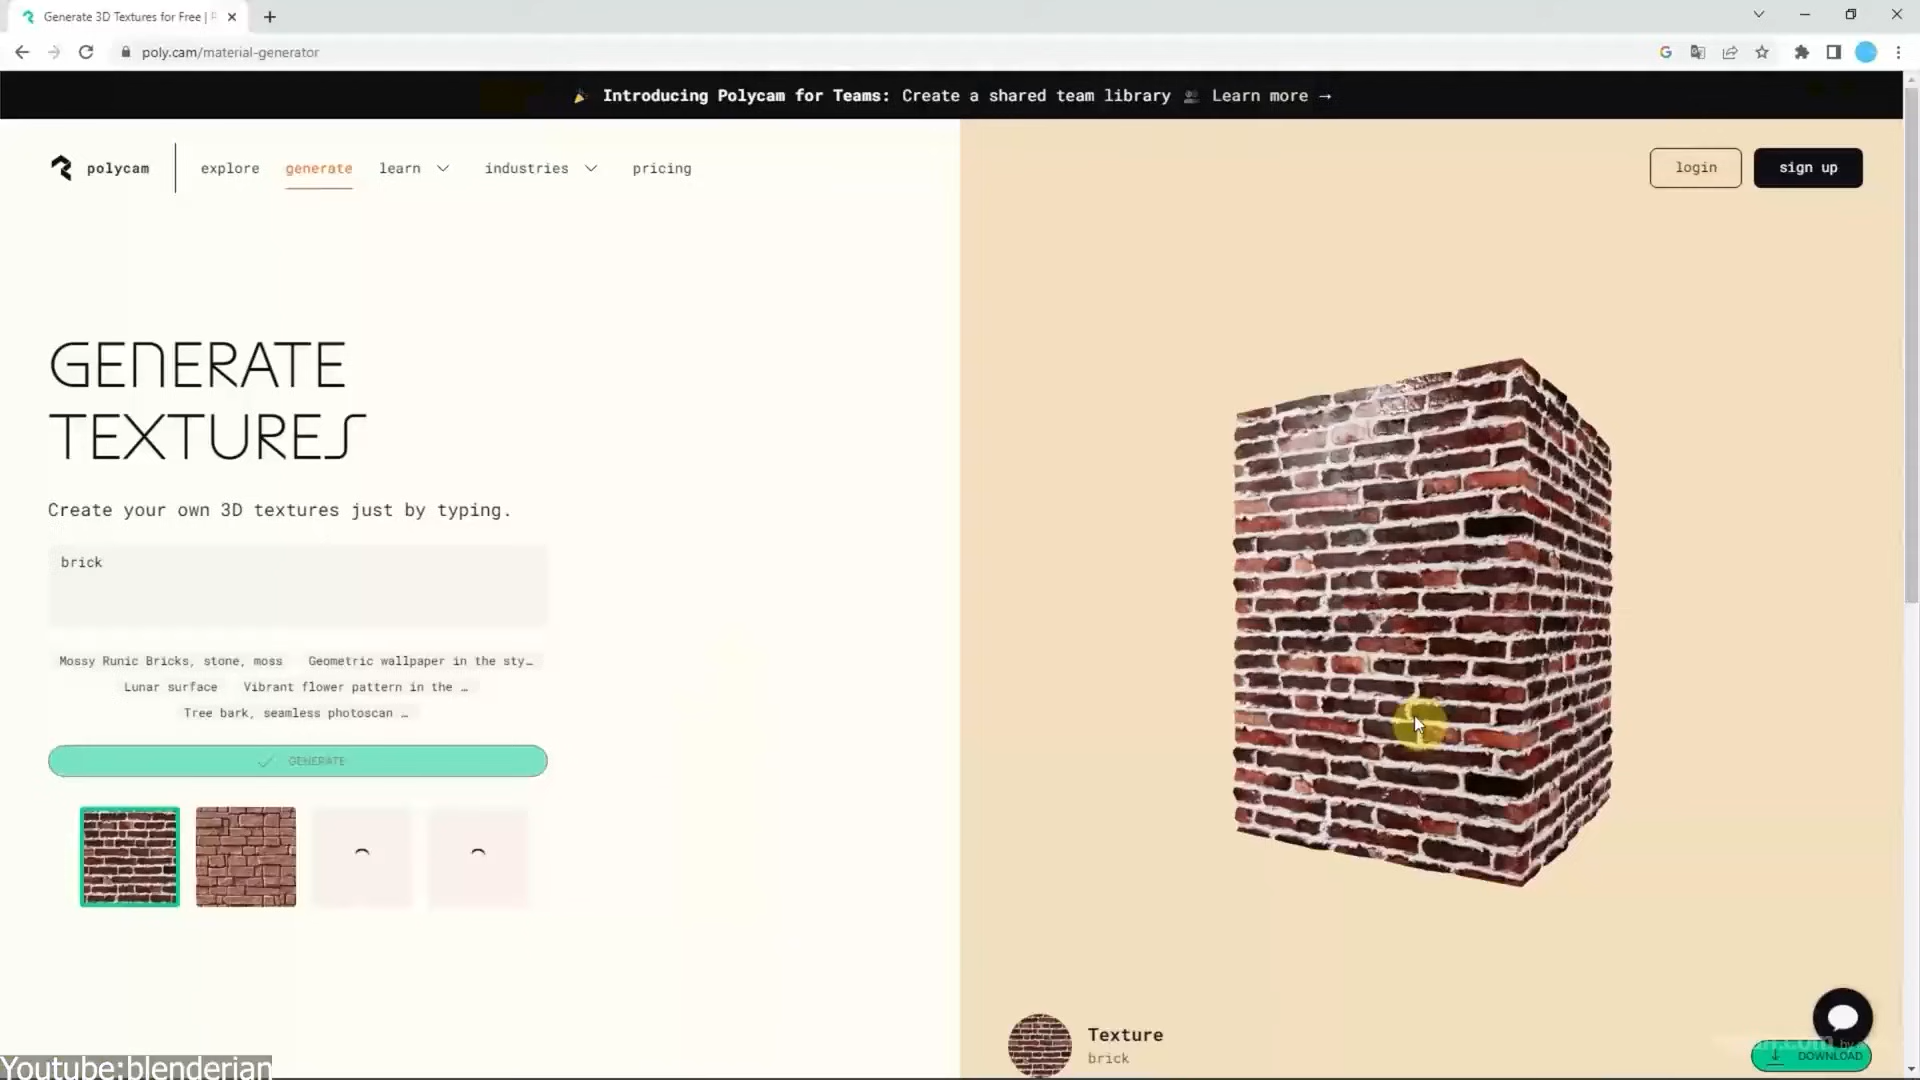 Generate 3D Textures for Free |
poly.cam/material-generator
Introducing Polycam for Teams: Create a shared team library Learn more →
polycam explore generate learn industries pricing login sign up
GENERATE
TEXTURES
Create your own 3D textures just by typing.
brick
Mossy Runic Bricks, stone, moss Geometric wallpaper in the sty…
Lunar surface Vibrant flower pattern in the …
Tree bark, seamless photoscan …
GENERATE
Texture
brick
DOWNLOAD
Youtube:blenderian